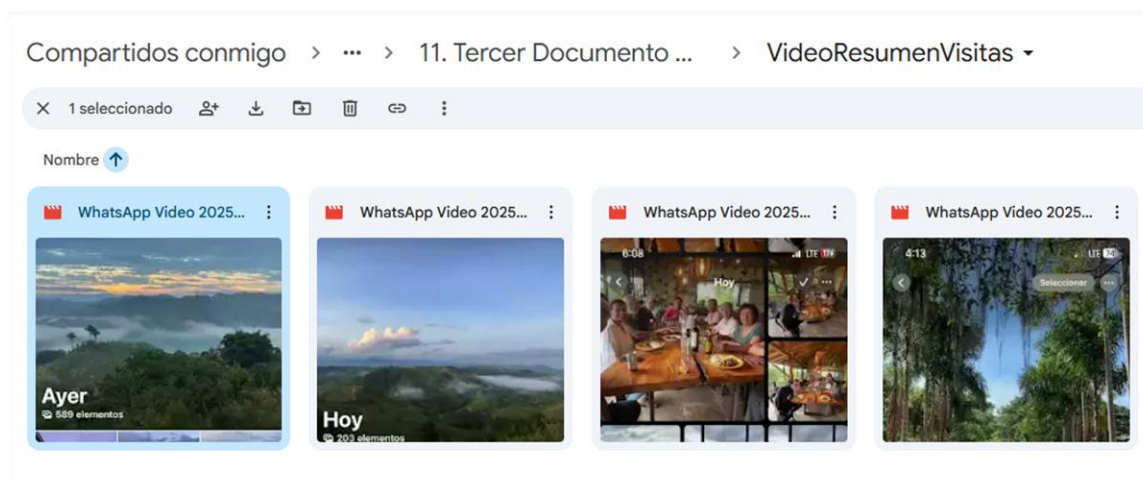 Compartidos conmigo > ... > 11. Tercer Documento ... > VideoResumenVisitas
1 seleccionado
Nombre
WhatsApp Video 2025...
WhatsApp Video 2025...
WhatsApp Video 2025...
WhatsApp Video 2025...
Ayer
589 elementos
Hoy
203 elementos
6:08
LTE
Hoy
4:13
LTE
Seleccionar